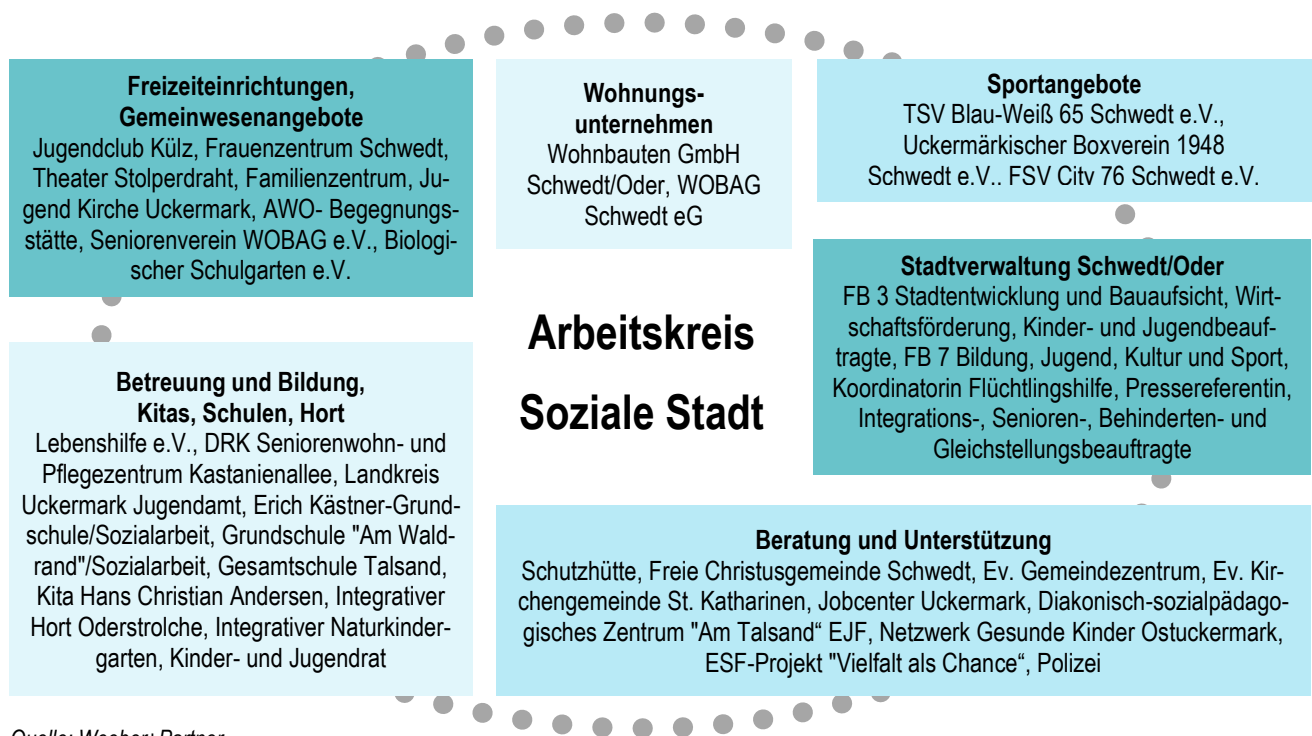 Freizeiteinrichtungen,
Gemeinwesenangebote
Jugendclub Külz, Frauenzentrum Schwedt,
Theater Stolperdraht, Familienzentrum, Ju-
gend Kirche Uckermark, AWO- Begegnungs-
stätte, Seniorenverein WOBAG e.V., Biologi-
scher Schulgarten e.V.
Wohnungs-
unternehmen
Wohnbauten GmbH
Schwedt/Oder, WOBAG
Schwedt eG
Sportangebote
TSV Blau-Weiß 65 Schwedt e.V.,
Uckermärkischer Boxverein 1948
Schwedt e.V.. FSV City 76 Schwedt e.V.
Stadtverwaltung Schwedt/Oder
FB 3 Stadtentwicklung und Bauaufsicht, Wirt-
schaftsförderung, Kinder- und Jugendbeauf-
tragte, FB 7 Bildung, Jugend, Kultur und Sport,
Koordinatorin Flüchtlingshilfe, Pressereferentin,
Integrations-, Senioren-, Behinderten- und
Gleichstellungsbeauftragte
Arbeitskreis
Soziale Stadt
Betreuung und Bildung,
Kitas, Schulen, Hort
Lebenshilfe e.V., DRK Seniorenwohn- und
Pflegezentrum Kastanienallee, Landkreis
Uckermark Jugendamt, Erich Kästner-Grund-
schule/Sozialarbeit, Grundschule "Am Wald-
rand"/Sozialarbeit, Gesamtschule Talsand,
Kita Hans Christian Andersen, Integrativer
Hort Oderstrolche, Integrativer Naturkinder-
garten, Kinder- und Jugendrat
Beratung und Unterstützung
Schutzhütte, Freie Christusgemeinde Schwedt, Ev. Gemeindezentrum, Ev. Kir-
chengemeinde St. Katharinen, Jobcenter Uckermark, Diakonisch-sozialpädago-
gisches Zentrum "Am Talsand“ EJF, Netzwerk Gesunde Kinder Ostuckermark,
ESF-Projekt "Vielfalt als Chance“, Polizei